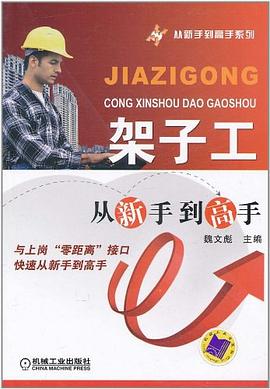 从新手到高手系列
JIAZIGONG
CONG XINSHOU DAO GAOSHOU
架子工
从新手到高手
魏文彪 主编
与上岗“零距离”接口
快速从新手到高手
机械工业出版社
CHINA MACHINE PRESS